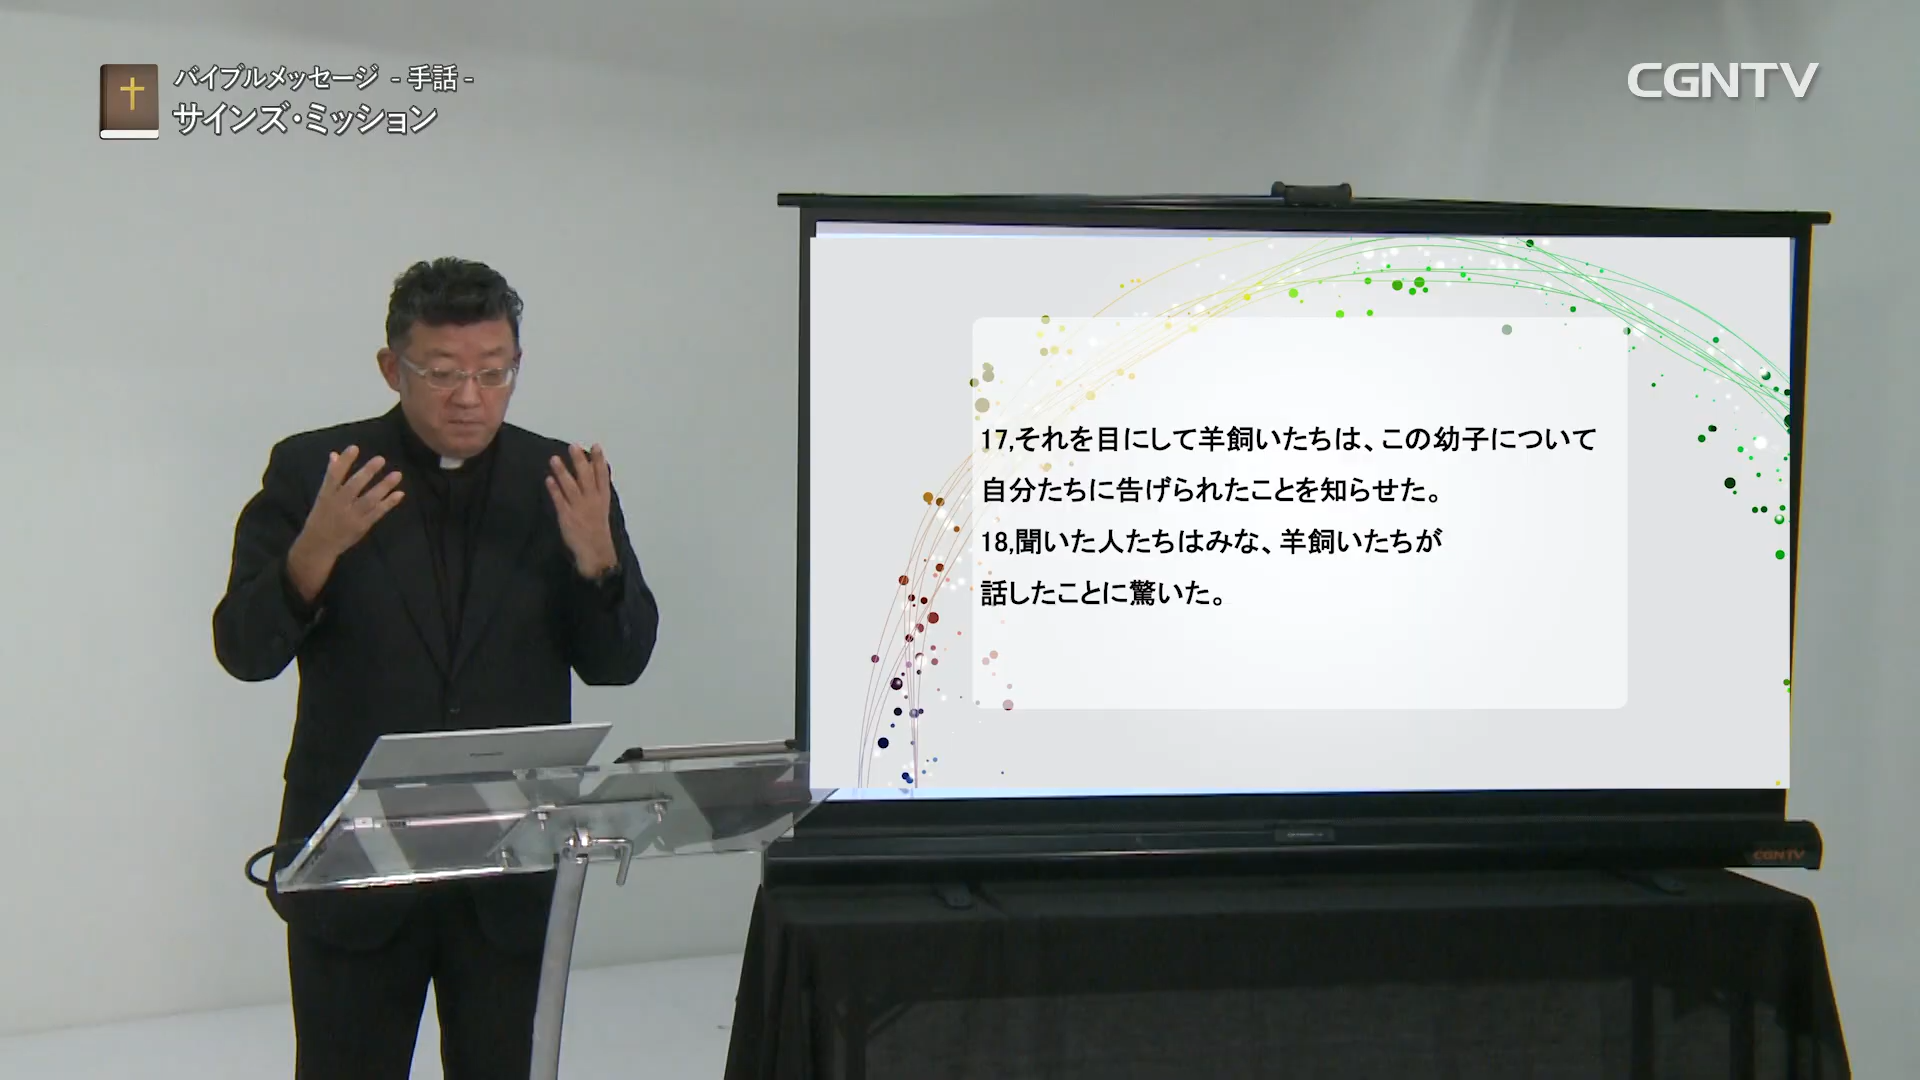 バイブルメッセージ -手話-
サインズ・ミッション
CGNTV
17,それを目にして羊飼いたちは、この幼子について
自分たちに告げられたことを知らせた。
18,聞いた人たちはみな、羊飼いたちが
話したことに驚いた。
CGNTV